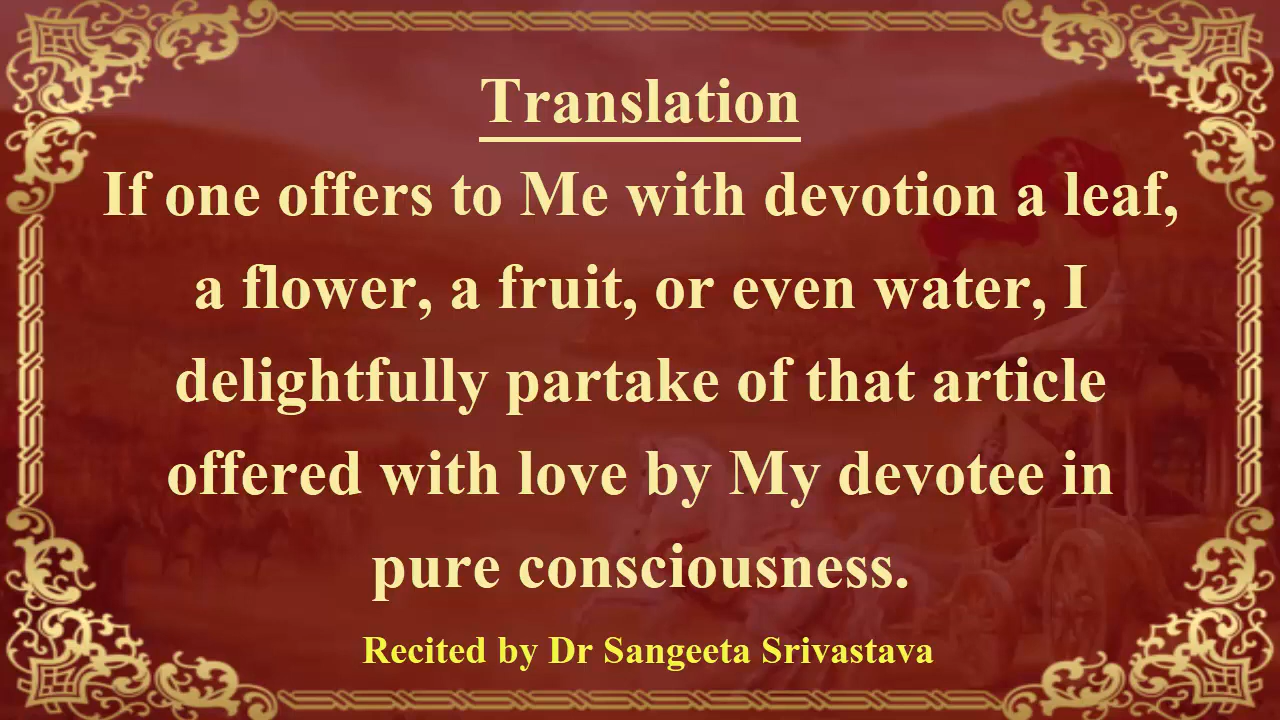 Translation
If one offers to Me with devotion a leaf,
a flower, a fruit, or even water, I
delightfully partake of that article
offered with love by My devotee in
pure consciousness.
Recited by Dr Sangeeta Srivastava